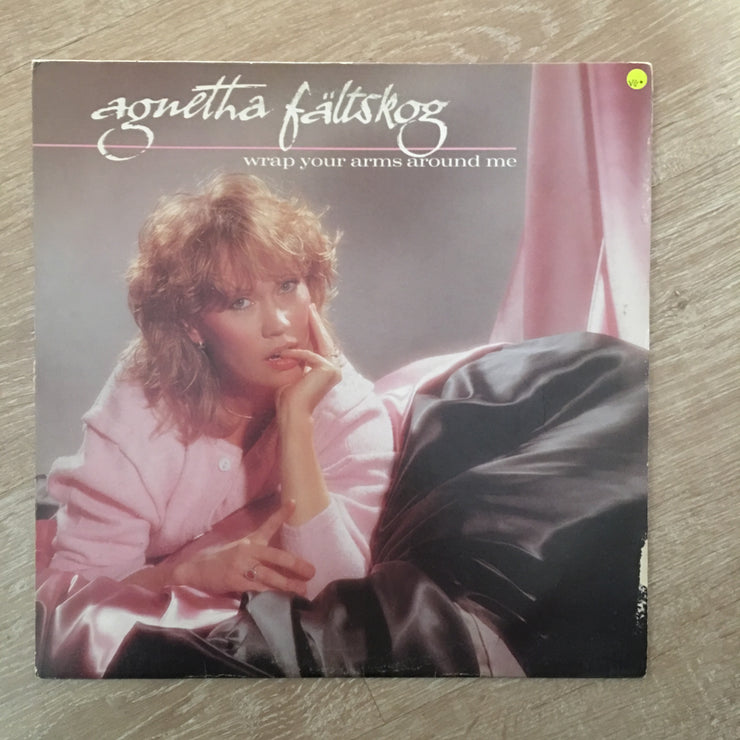 agnetha fältskog
wrap your arms around me